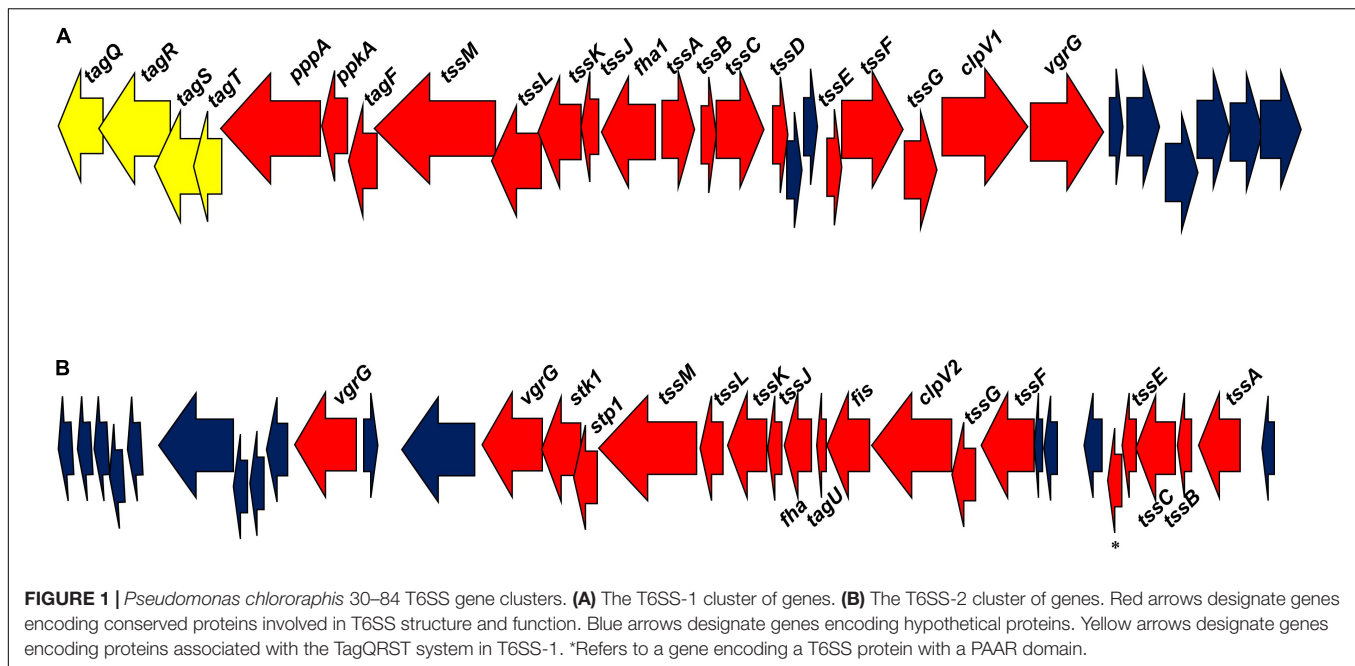 A
tagQ tagR tagS tagT pppA ppkA tagF tssM tssL tssK tssJ fha1 tssA tssB tssC tssD tssE tssF tssG clpV1 vgrG
B
vgrG vgrG stk1 stp1 tssM tssL tssK tssJ fis clpV2 tssG tssF tssE tssA
fha tagU tssC tssB
*
FIGURE 1 | Pseudomonas chlororaphis 30–84 T6SS gene clusters. (A) The T6SS-1 cluster of genes. (B) The T6SS-2 cluster of genes. Red arrows designate genes
encoding conserved proteins involved in T6SS structure and function. Blue arrows designate genes encoding hypothetical proteins. Yellow arrows designate genes
encoding proteins associated with the TagQRST system in T6SS-1. *Refers to a gene encoding a T6SS protein with a PAAR domain.